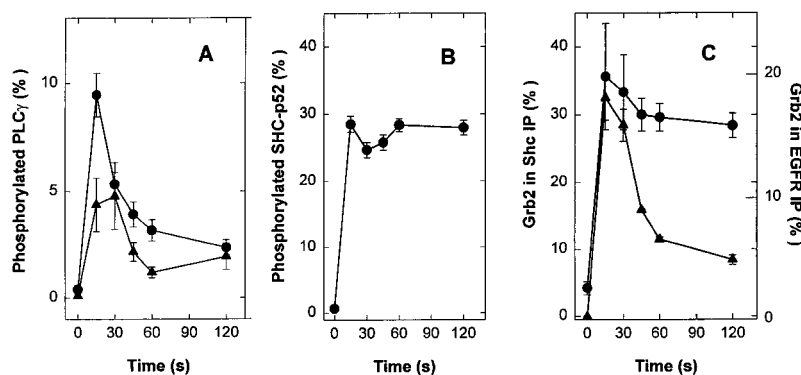 A
Phosphorylated PLCγ (%)
10
5
0
0 30 60 90 120
Time (s)
B
Phosphorylated SHC-p52 (%)
40
30
20
10
0
0 30 60 90 120
Time (s)
C
Grb2 in Shc IP (%)
40
30
20
10
0
0 30 60 90 120
Time (s)
20
10
0
Grb2 in EGFR IP (%)